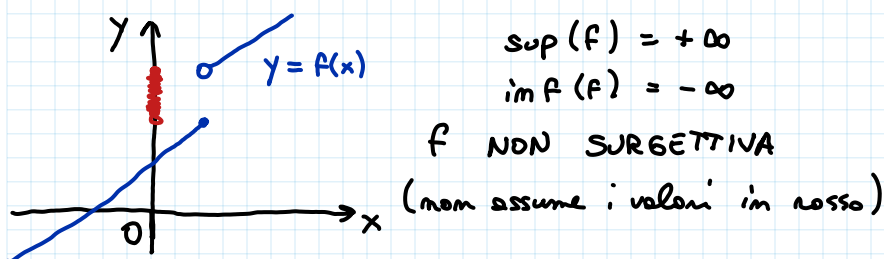 y
y = f(x)
0
x
sup (f) = + ∞
inf (f) = - ∞
f NON SURGETTIVA
(non assume i valori in rosso)